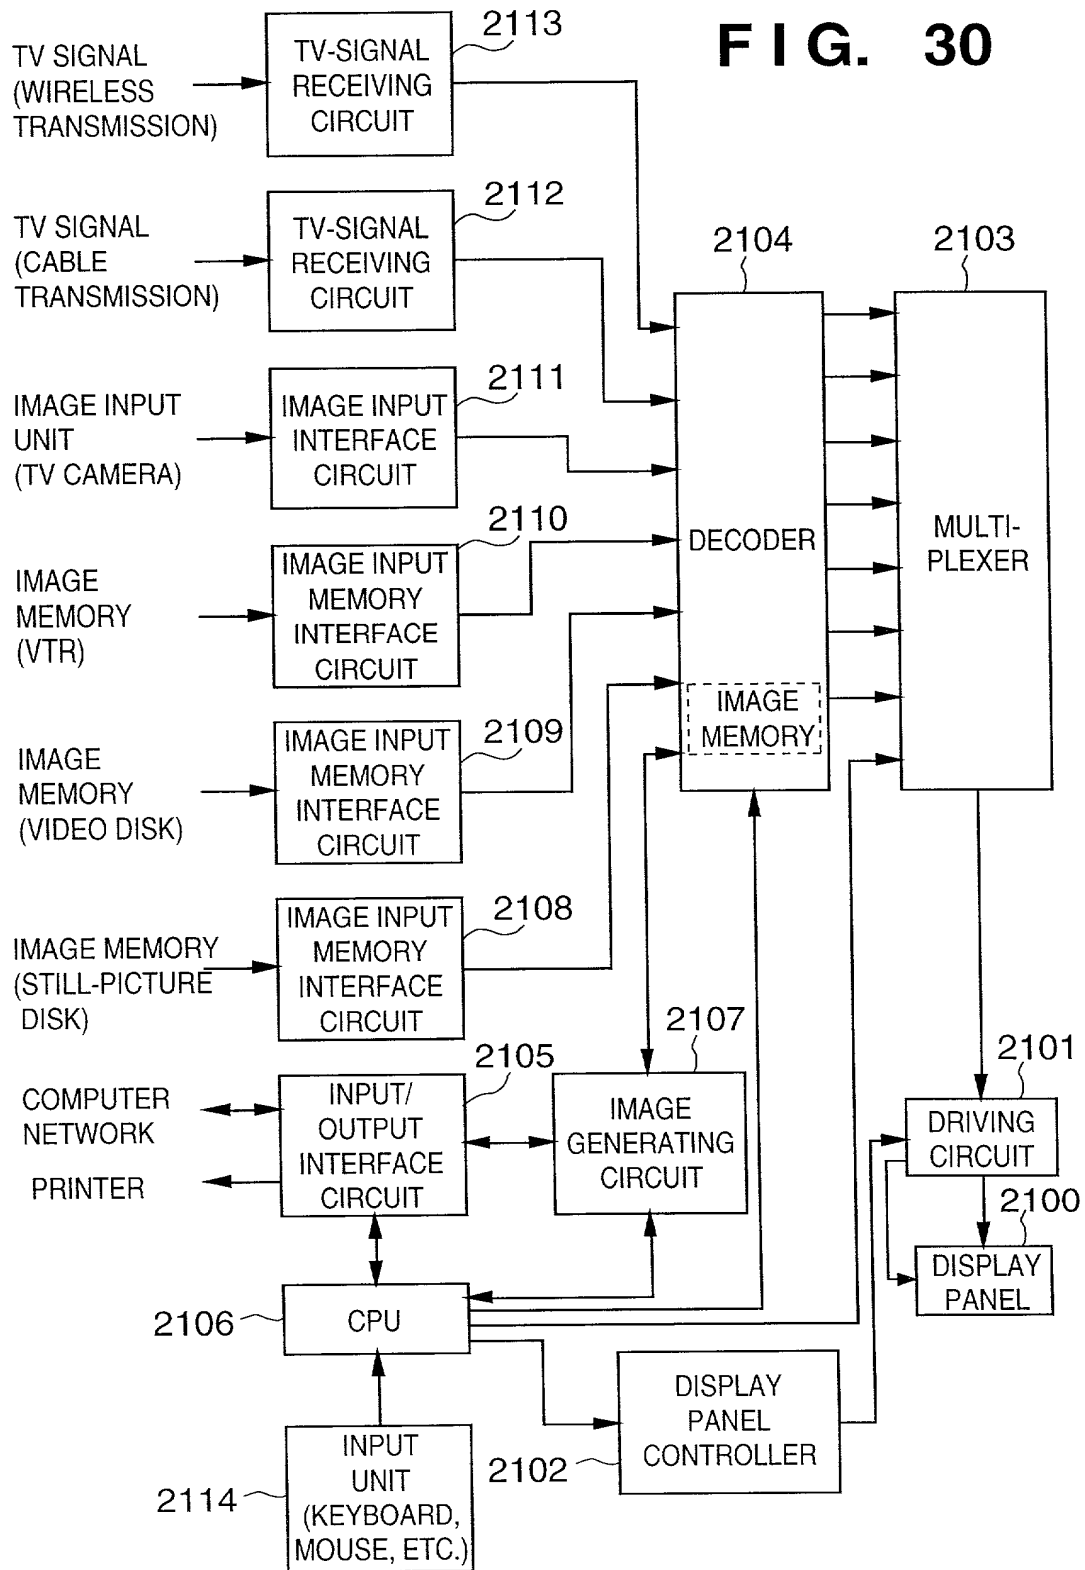 FIG. 30
2113
TV SIGNAL
(WIRELESS
TRANSMISSION)
TV-SIGNAL
RECEIVING
CIRCUIT
2112
TV SIGNAL
(CABLE
TRANSMISSION)
TV-SIGNAL
RECEIVING
CIRCUIT
2104
2103
2111
IMAGE INPUT
UNIT
(TV CAMERA)
IMAGE INPUT
INTERFACE
CIRCUIT
DECODER
MULTI-
PLEXER
2110
IMAGE
MEMORY
(VTR)
IMAGE INPUT
MEMORY
INTERFACE
CIRCUIT
IMAGE
MEMORY
2109
IMAGE
MEMORY
(VIDEO DISK)
IMAGE INPUT
MEMORY
INTERFACE
CIRCUIT
2108
IMAGE MEMORY
(STILL-PICTURE
DISK)
IMAGE INPUT
MEMORY
INTERFACE
CIRCUIT
2105
2107
2101
COMPUTER
NETWORK
PRINTER
INPUT/
OUTPUT
INTERFACE
CIRCUIT
IMAGE
GENERATING
CIRCUIT
DRIVING
CIRCUIT
2100
DISPLAY
PANEL
2106
CPU
DISPLAY
PANEL
CONTROLLER
2102
2114
INPUT
UNIT
(KEYBOARD,
MOUSE, ETC.)